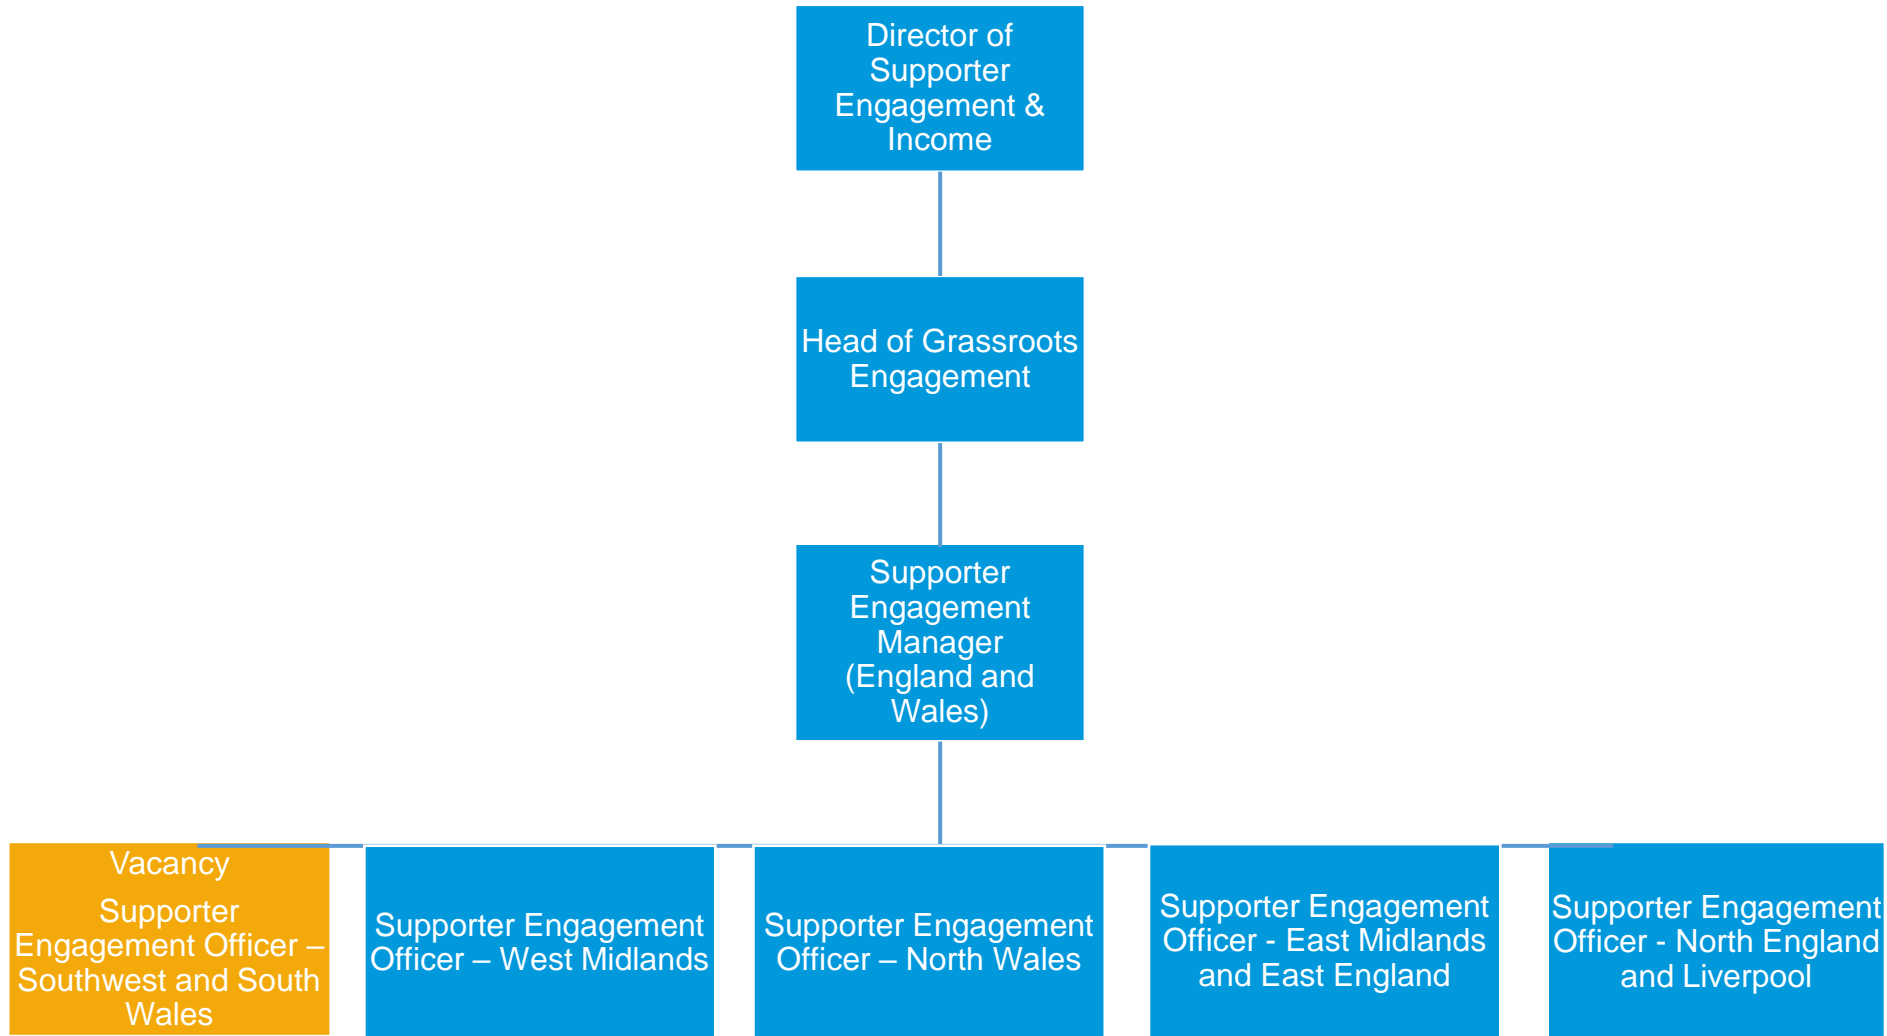 Director of
Supporter
Engagement &
Income
Head of Grassroots
Engagement
Supporter
Engagement
Manager
(England and
Wales)
Vacancy
Supporter
Engagement Officer –
Southwest and South
Wales
Supporter Engagement
Officer – West Midlands
Supporter Engagement
Officer – North Wales
Supporter Engagement
Officer - East Midlands
and East England
Supporter Engagement
Officer - North England
and Liverpool